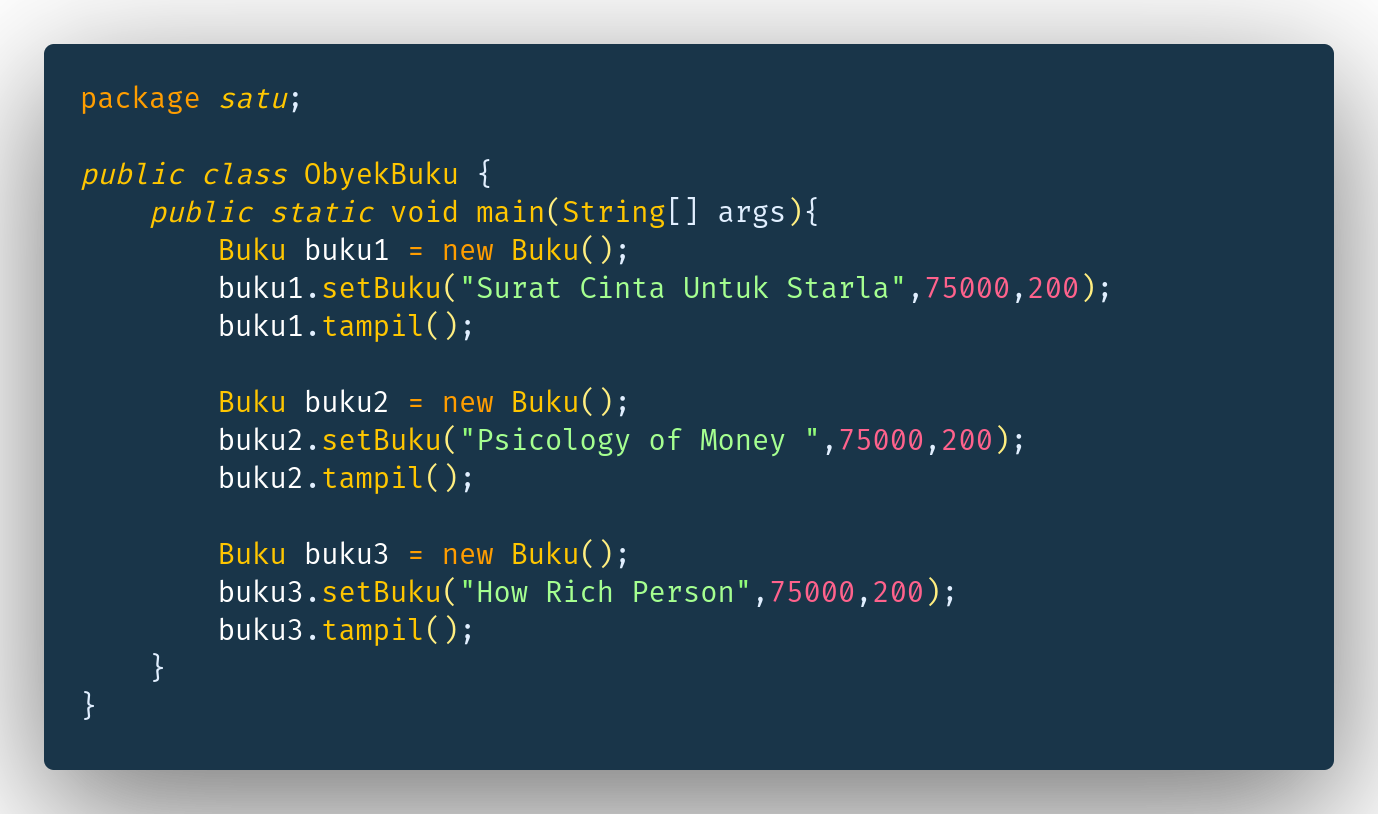 package satu;

public class ObyekBuku {
    public static void main(String[] args){
        Buku buku1 = new Buku();
        buku1.setBuku("Surat Cinta Untuk Starla",75000,200);
        buku1.tampil();

        Buku buku2 = new Buku();
        buku2.setBuku("Psicology of Money ",75000,200);
        buku2.tampil();

        Buku buku3 = new Buku();
        buku3.setBuku("How Rich Person",75000,200);
        buku3.tampil();
    }
}